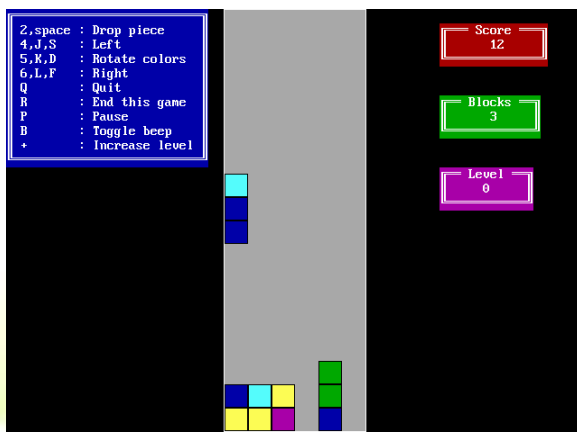 2,space : Drop piece
4,J,S : Left
5,K,D : Rotate colors
6,L,F : Right
Q : Quit
R : End this game
P : Pause
B : Toggle beep
+ : Increase level
Score
12
Blocks
3
Level
0